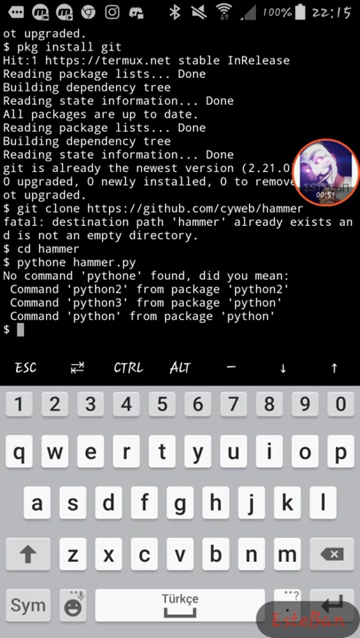 100% 22:15
ot upgraded.
$ pkg install git
Hit:1 https://termux.net stable InRelease
Reading package lists... Done
Building dependency tree
Reading state information... Done
All packages are up to date.
Reading package lists... Done
Building dependency tree
Reading state information... Done
git is already the newest version (2.21.0
0 upgraded, 0 newly installed, 0 to remove
ot upgraded.
00:51
$ git clone https://github.com/cyweb/hammer
fatal: destination path 'hammer' already exists an
d is not an empty directory.
$ cd hammer
$ pythone hammer.py
No command 'pythone' found, did you mean:
Command 'python2' from package 'python2'
Command 'python3' from package 'python'
Command 'python' from package 'python'
$
ESC CTRL ALT – ↓ ↑
1 2 3 4 5 6 7 8 9 0
q w e r t y u i o p
a s d f g h j k l
z x c v b n m
Sym Türkçe . ...?
EsteBan